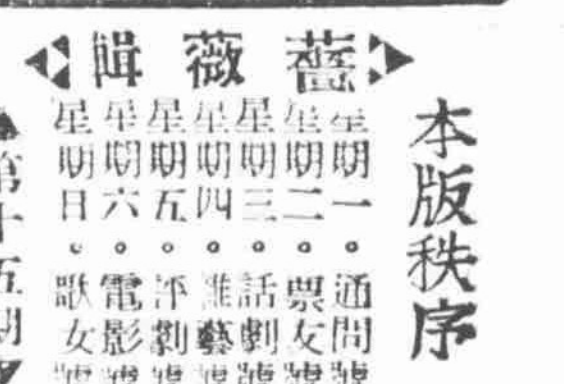 薔薇輯
本版秩序
星期一。通問號
星期二。票友號
星期三。話劇號
星期四。雜藝號
星期五。評劇號
星期六。電影號
星期日。歌女號
第十五期